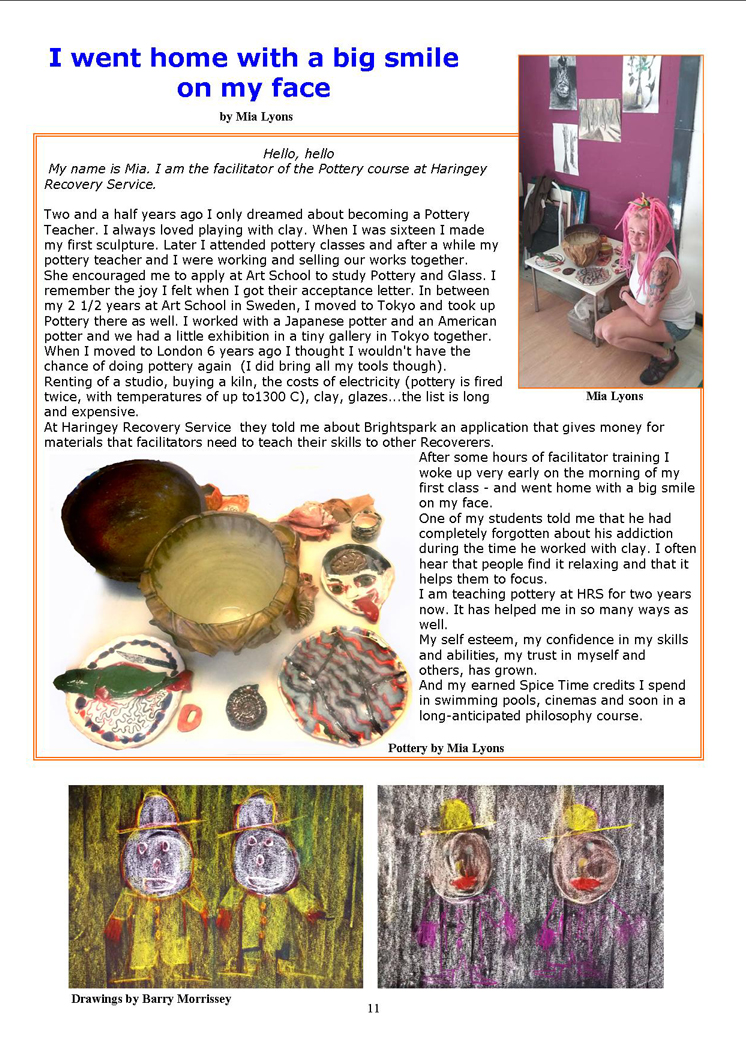 I went home with a big smile
on my face
by Mia Lyons
Hello, hello
My name is Mia. I am the facilitator of the Pottery course at Haringey
Recovery Service.
Two and a half years ago I only dreamed about becoming a Pottery
Teacher. I always loved playing with clay. When I was sixteen I made
my first sculpture. Later I attended pottery classes and after a while my
pottery teacher and I were working and selling our works together.
She encouraged me to apply at Art School to study Pottery and Glass. I
remember the joy I felt when I got their acceptance letter. In between
my 2 1/2 years at Art School in Sweden, I moved to Tokyo and took up
Pottery there as well. I worked with a Japanese potter and an American
potter and we had a little exhibition in a tiny gallery in Tokyo together.
When I moved to London 6 years ago I thought I wouldn't have the
chance of doing pottery again  (I did bring all my tools though).
Renting of a studio, buying a kiln, the costs of electricity (pottery is fired
twice, with temperatures of up to1300 C), clay, glazes...the list is long
and expensive.
Mia Lyons
At Haringey Recovery Service  they told me about Brightspark an application that gives money for
materials that facilitators need to teach their skills to other Recoverers.
After some hours of facilitator training I
woke up very early on the morning of my
first class - and went home with a big smile
on my face.
One of my students told me that he had
completely forgotten about his addiction
during the time he worked with clay. I often
hear that people find it relaxing and that it
helps them to focus.
I am teaching pottery at HRS for two years
now. It has helped me in so many ways as
well.
My self esteem, my confidence in my skills
and abilities, my trust in myself and
others, has grown.
And my earned Spice Time credits I spend
in swimming pools, cinemas and soon in a
long-anticipated philosophy course.
Pottery by Mia Lyons
Drawings by Barry Morrissey
11